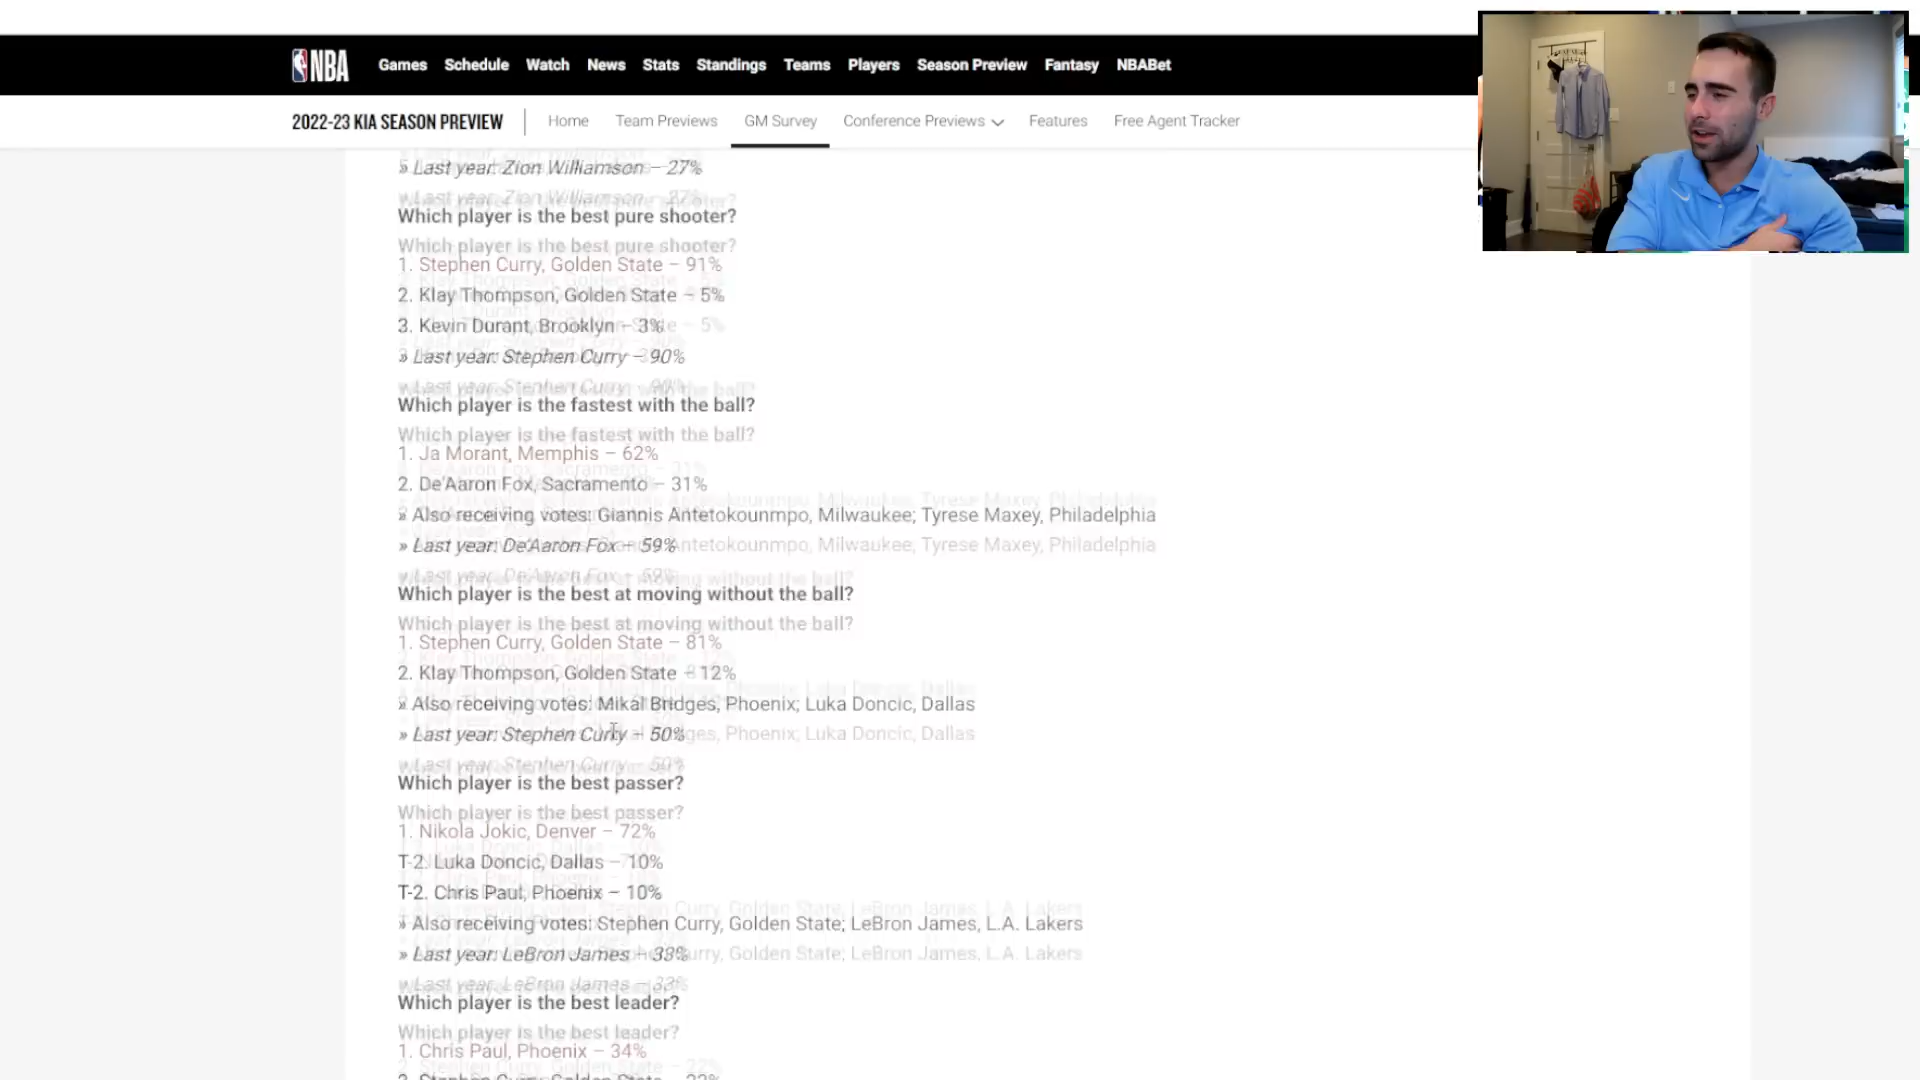 NBA
Games Schedule Watch News Stats Standings Teams Players Season Preview Fantasy NBABet
2022-23 KIA SEASON PREVIEW Home Team Previews GM Survey Conference Previews Features Free Agent Tracker
» Last year: Zion Williamson – 27%
Which player is the best pure shooter?
1. Stephen Curry, Golden State – 91%
2. Klay Thompson, Golden State – 5%
3. Kevin Durant, Brooklyn – 3%
» Last year: Stephen Curry – 90%
Which player is the fastest with the ball?
1. Ja Morant, Memphis – 62%
2. De'Aaron Fox, Sacramento – 31%
» Also receiving votes: Giannis Antetokounmpo, Milwaukee; Tyrese Maxey, Philadelphia
» Last year: De'Aaron Fox – 59%
Which player is the best at moving without the ball?
1. Stephen Curry, Golden State – 81%
2. Klay Thompson, Golden State – 12%
» Also receiving votes: Mikal Bridges, Phoenix; Luka Doncic, Dallas
» Last year: Stephen Curry – 50%
Which player is the best passer?
1. Nikola Jokic, Denver – 72%
T-2. Luka Doncic, Dallas – 10%
T-2. Chris Paul, Phoenix – 10%
» Also receiving votes: Stephen Curry, Golden State; LeBron James, L.A. Lakers
» Last year: LeBron James – 33%
Which player is the best leader?
1. Chris Paul, Phoenix – 34%